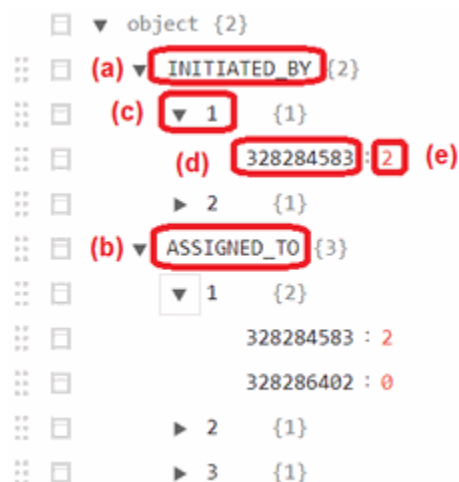 ▼ object {2}
(a) ▼ INITIATED_BY {2}
(c) ▼ 1 {1}
(d) 328284583 : 2 (e)
▶ 2 {1}
(b) ▼ ASSIGNED_TO {3}
▼ 1 {2}
328284583 : 2
328286402 : 0
▶ 2 {1}
▶ 3 {1}